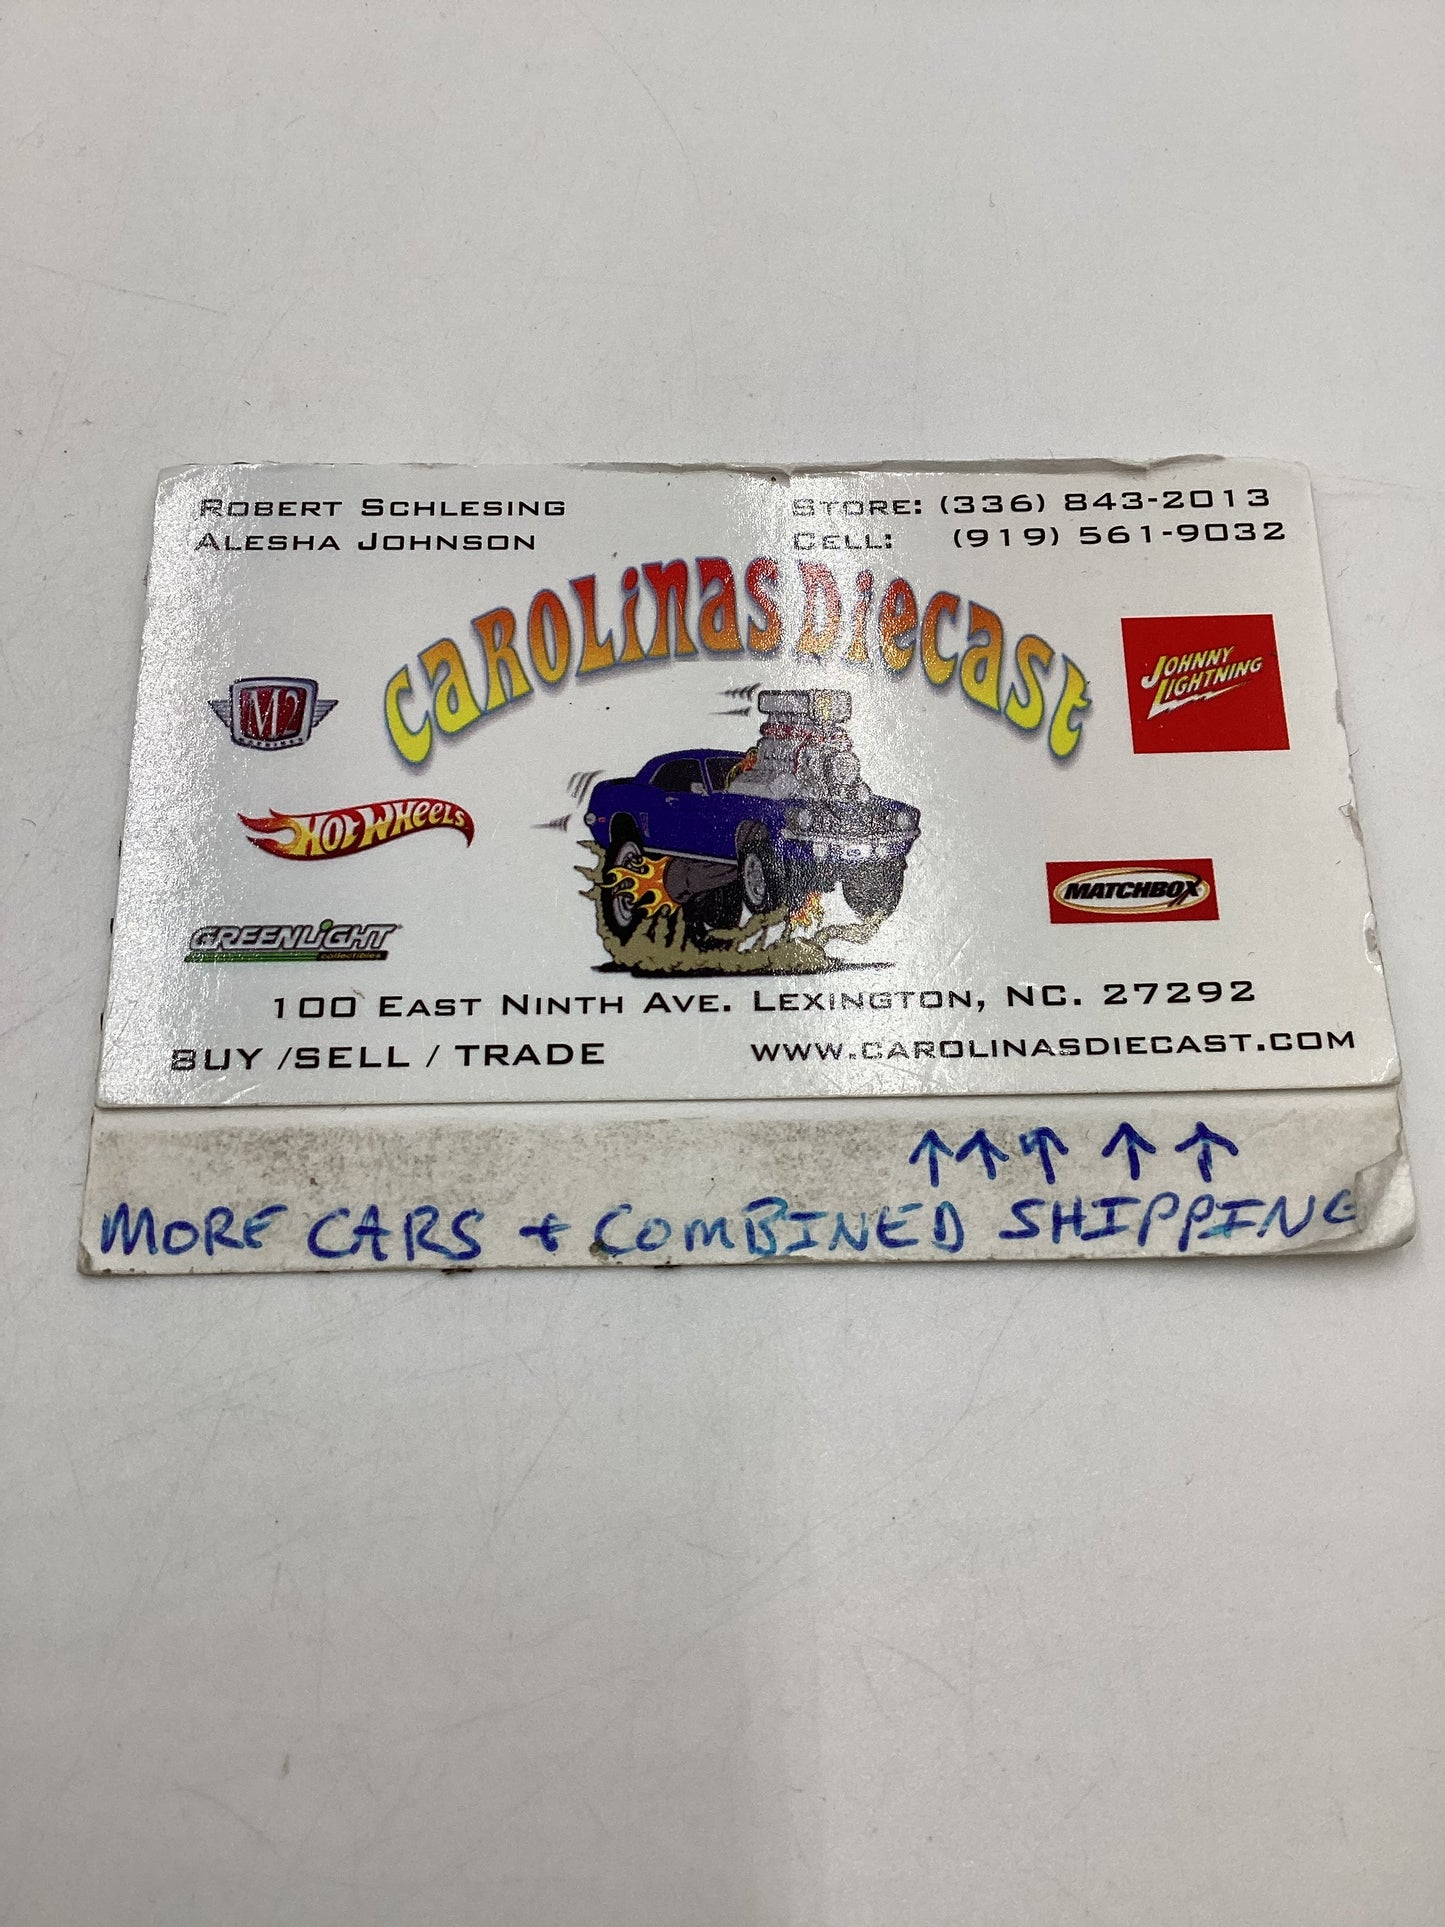 ROBERT SCHLESING
ALESHA JOHNSON
STORE: (336) 843-2013
CELL: (919) 561-9032
CAROLINAS DIECAST
M2
MACHINES
HOT WHEELS
GREENLIGHT
collectibles
JOHNNY
LIGHTNING
MATCHBOX
100 EAST NINTH AVE. LEXINGTON, NC. 27292
BUY /SELL / TRADE
WWW.CAROLINASDIECAST.COM
↑ ↑ ↑ ↑ ↑
MORE CARS + COMBINED SHIPPING